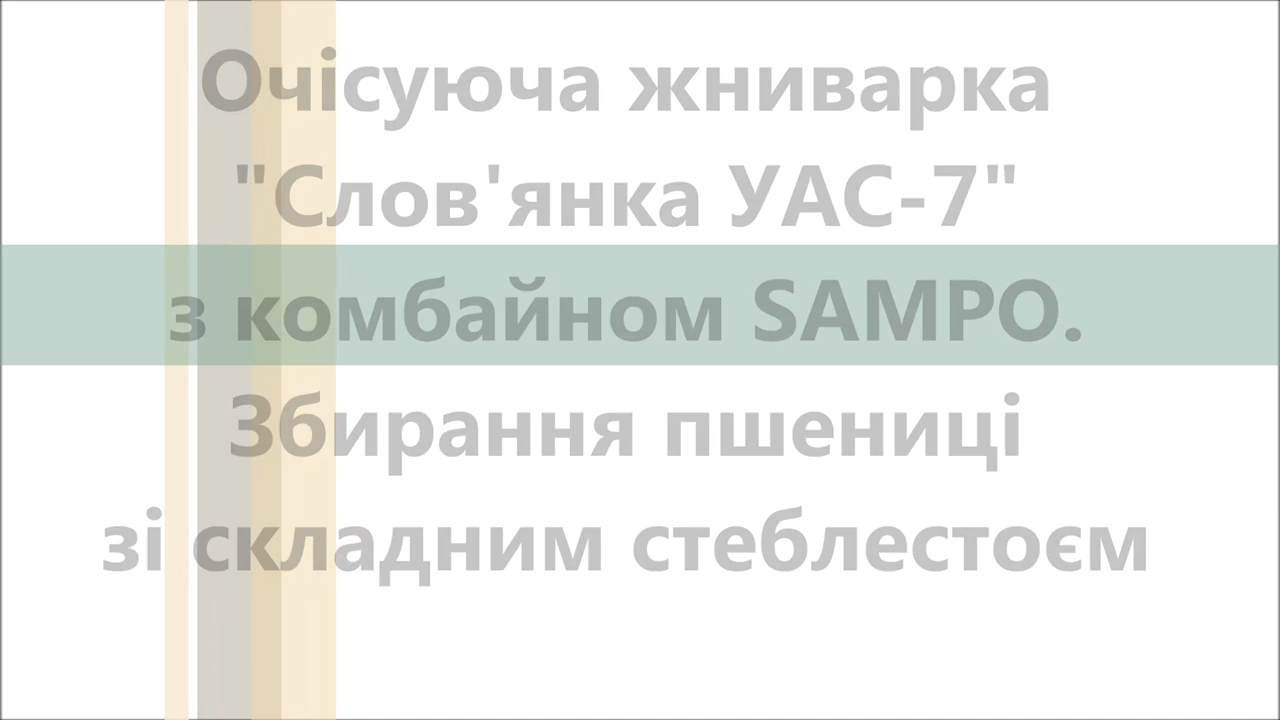 Очісуюча жниварка
"Слов'янка УАС-7"
з комбайном SAMPO.
Збирання пшениці
зі складним стеблестоєм